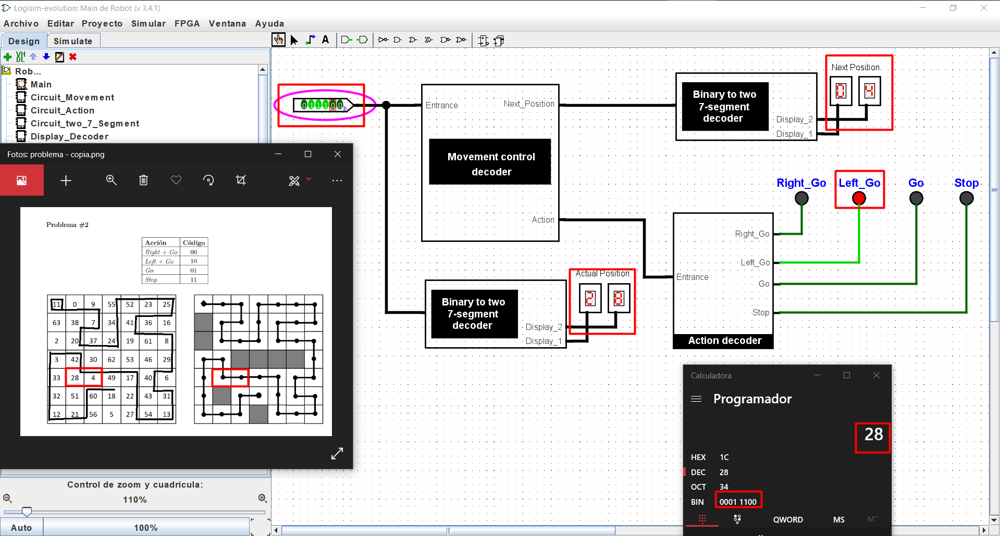 Logisim-evolution: Main de Robot (v 3.4.1)
Archivo Editar Proyecto Simular FPGA Ventana Ayuda
Design Simulate
Rob...
Main
Circuit_Movement
Circuit_Action
Circuit_two_7_Segment
Display_Decoder
Fotos: problema - copia.png
Problema #2
Acción Código
Right + Go 00
Left + Go 10
Go 01
Stop 11
11 0 9 55 52 23 25
63 38 7 34 41 36 16
2 20 37 24 19 61 8
3 42 30 62 53 46 29
33 28 4 49 17 40 6
32 51 60 18 22 43 31
12 21 56 5 27 54 13
Control de zoom y cuadrícula:
110%
Auto 100%
011100b
Entrance
Next_Position
Movement control
decoder
Action
Binary to two
7-segment
decoder
Display_2
Display_1
Next Position
0 4
Right_Go Left_Go Go Stop
Actual Position
2 8
Binary to two
7-segment
decoder
Display_2
Display_1
Entrance
Right_Go
Left_Go
Go
Stop
Action decoder
Calculadora
Programador
28
HEX 1C
DEC 28
OCT 34
BIN 0001 1100
QWORD MS M